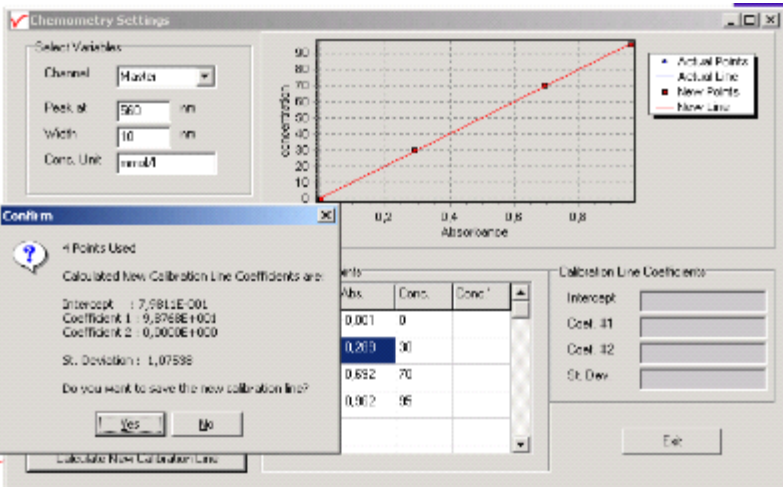 Chemometry Settings
Select Variables
Channel
Master
Peak at
560
nm
Width
10
nm
Conc. Unit
mmol/l
concentration
90
80
70
60
50
40
30
20
10
0
0,2
0,4
0,6
0,8
Absorbance
Actual Points
Actual Line
New Points
New Line
Confirm
4 Points Used
Calculated New Calibration Line Coefficients are:
Intercept : 7,9811E-001
Coefficient 1 : 9,8768E+001
Coefficient 2 : 0,0000E+000
St. Deviation : 1,07538
Do you want to save the new calibration line?
Yes
No
Abs.
Conc.
Conc'
0,001
0
0,289
30
0,692
70
0,962
95
Calibration Line Coefficients
Intercept
Coef. #1
Coef. #2
St. Dev.
Exit
Calculate New Calibration Line